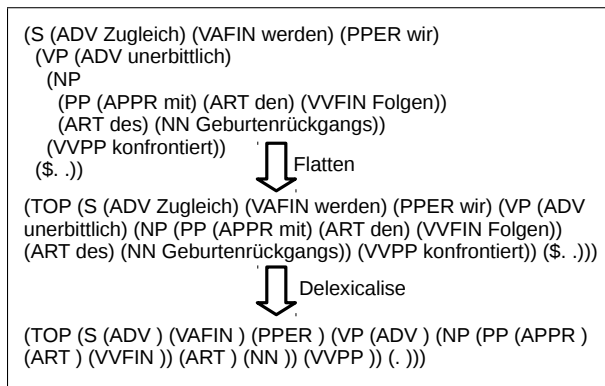 (S (ADV Zugleich) (VAFIN werden) (PPER wir)
(VP (ADV unerbittlich)
(NP
(PP (APPR mit) (ART den) (VVFIN Folgen))
(ART des) (NN Geburtenrückgangs))
(VVPP konfrontiert))
($. .))
Flatten
(TOP (S (ADV Zugleich) (VAFIN werden) (PPER wir) (VP (ADV
unerbittlich) (NP (PP (APPR mit) (ART den) (VVFIN Folgen))
(ART des) (NN Geburtenrückgangs)) (VVPP konfrontiert)) ($. .)))
Delexicalise
(TOP (S (ADV ) (VAFIN ) (PPER ) (VP (ADV ) (NP (PP (APPR )
(ART ) (VVFIN )) (ART ) (NN )) (VVPP )) (. )))